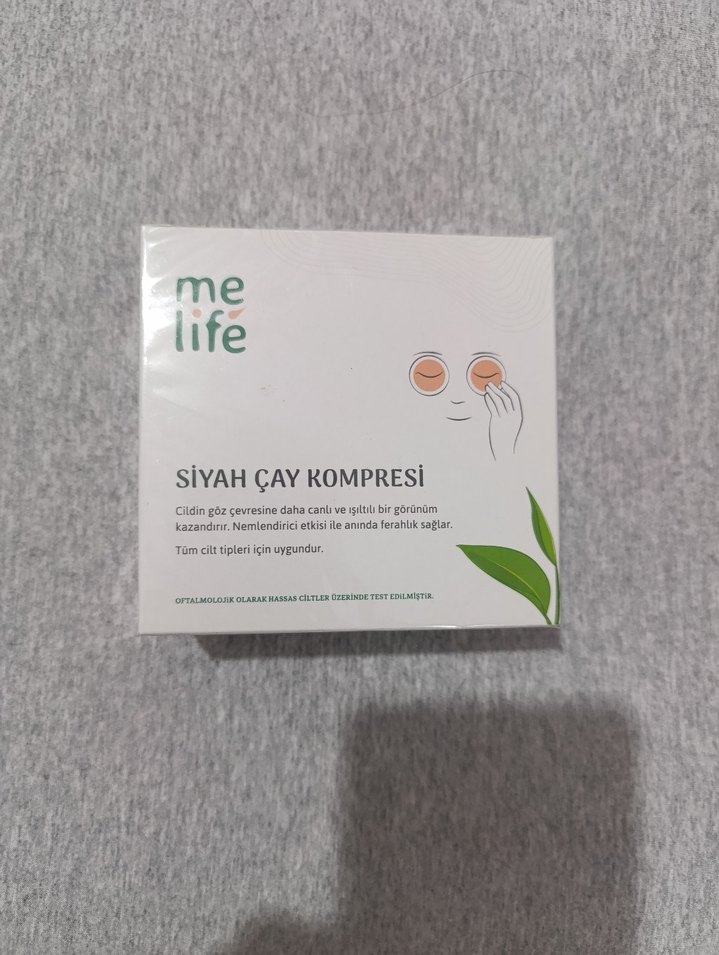 me
life
SİYAH ÇAY KOMPRESİ
Cildin göz çevresine daha canlı ve ışıltılı bir görünüm
kazandırır. Nemlendirici etkisi ile anında ferahlık sağlar.
Tüm cilt tipleri için uygundur.
OFTALMOLOJİK OLARAK HASSAS CİLTLER ÜZERİNDE TEST EDİLMİŞTİR.